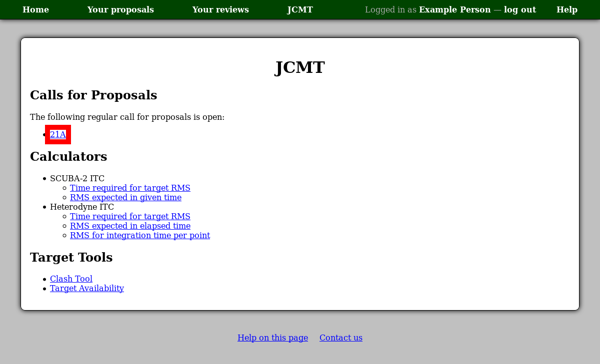 Home Your proposals Your reviews JCMT Logged in as Example Person — log out Help
JCMT
Calls for Proposals
The following regular call for proposals is open:
21A
Calculators
SCUBA-2 ITC
Time required for target RMS
RMS expected in given time
Heterodyne ITC
Time required for target RMS
RMS expected in elapsed time
RMS for integration time per point
Target Tools
Clash Tool
Target Availability
Help on this page Contact us